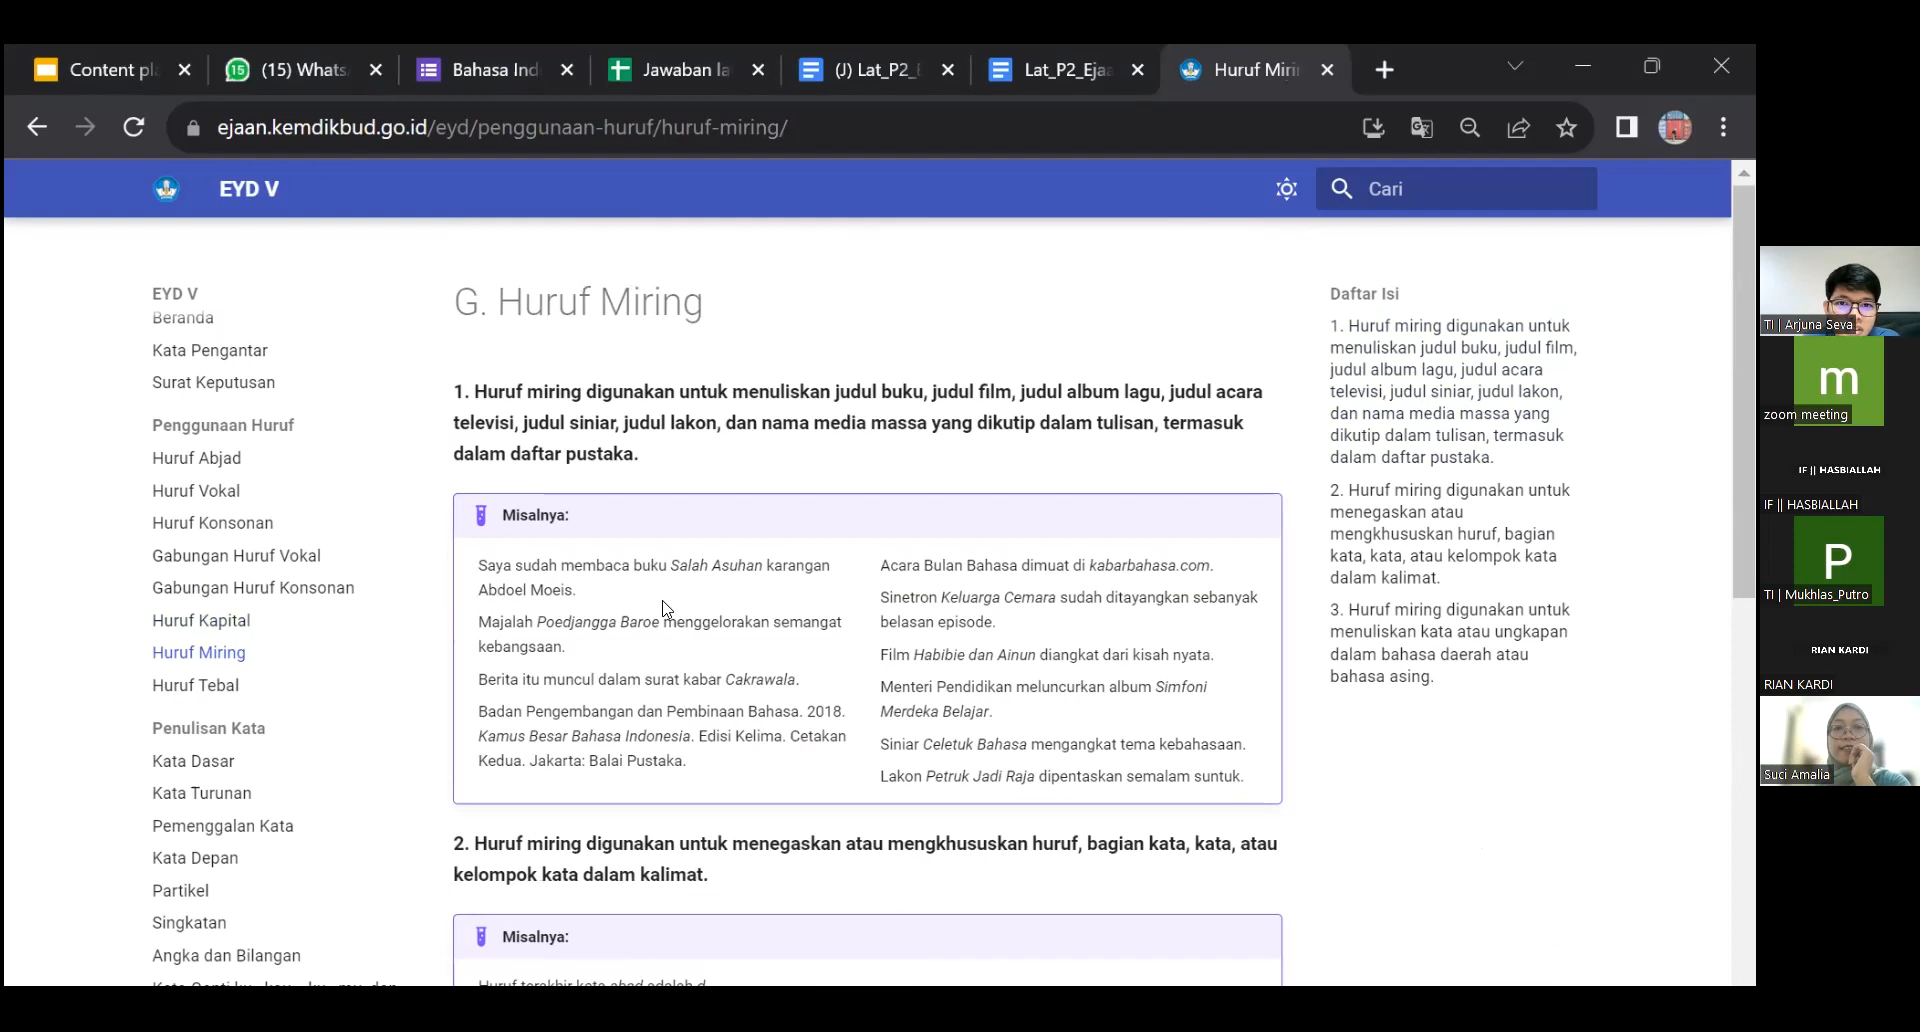 Content pl
(15) Whats
Bahasa Ind
Jawaban la
(J) Lat_P2_E
Lat_P2_Ejaa
Huruf Miri
ejaan.kemdikbud.go.id/eyd/penggunaan-huruf/huruf-miring/
EYD V
Cari
EYD V
Beranda
Kata Pengantar
Surat Keputusan
Penggunaan Huruf
Huruf Abjad
Huruf Vokal
Huruf Konsonan
Gabungan Huruf Vokal
Gabungan Huruf Konsonan
Huruf Kapital
Huruf Miring
Huruf Tebal
Penulisan Kata
Kata Dasar
Kata Turunan
Pemenggalan Kata
Kata Depan
Partikel
Singkatan
Angka dan Bilangan
G. Huruf Miring
1. Huruf miring digunakan untuk menuliskan judul buku, judul film, judul album lagu, judul acara
televisi, judul siniar, judul lakon, dan nama media massa yang dikutip dalam tulisan, termasuk
dalam daftar pustaka.
Misalnya:
Saya sudah membaca buku Salah Asuhan karangan
Abdoel Moeis.
Majalah Poedjangga Baroe menggelorakan semangat
kebangsaan.
Berita itu muncul dalam surat kabar Cakrawala.
Badan Pengembangan dan Pembinaan Bahasa. 2018.
Kamus Besar Bahasa Indonesia. Edisi Kelima. Cetakan
Kedua. Jakarta: Balai Pustaka.
Acara Bulan Bahasa dimuat di kabarbahasa.com.
Sinetron Keluarga Cemara sudah ditayangkan sebanyak
belasan episode.
Film Habibie dan Ainun diangkat dari kisah nyata.
Menteri Pendidikan meluncurkan album Simfoni
Merdeka Belajar.
Siniar Celetuk Bahasa mengangkat tema kebahasaan.
Lakon Petruk Jadi Raja dipentaskan semalam suntuk.
2. Huruf miring digunakan untuk menegaskan atau mengkhususkan huruf, bagian kata, kata, atau
kelompok kata dalam kalimat.
Misalnya:
Huruf terakhir kata abad adalah d.
Daftar Isi
1. Huruf miring digunakan untuk
menuliskan judul buku, judul film,
judul album lagu, judul acara
televisi, judul siniar, judul lakon,
dan nama media massa yang
dikutip dalam tulisan, termasuk
dalam daftar pustaka.
2. Huruf miring digunakan untuk
menegaskan atau
mengkhususkan huruf, bagian
kata, kata, atau kelompok kata
dalam kalimat.
3. Huruf miring digunakan untuk
menuliskan kata atau ungkapan
dalam bahasa daerah atau
bahasa asing.
TI | Arjuna Seva
m
zoom meeting
IF || HASBIALLAH
IF || HASBIALLAH
P
TI | Mukhlas_Putro
RIAN KARDI
RIAN KARDI
Suci Amalia